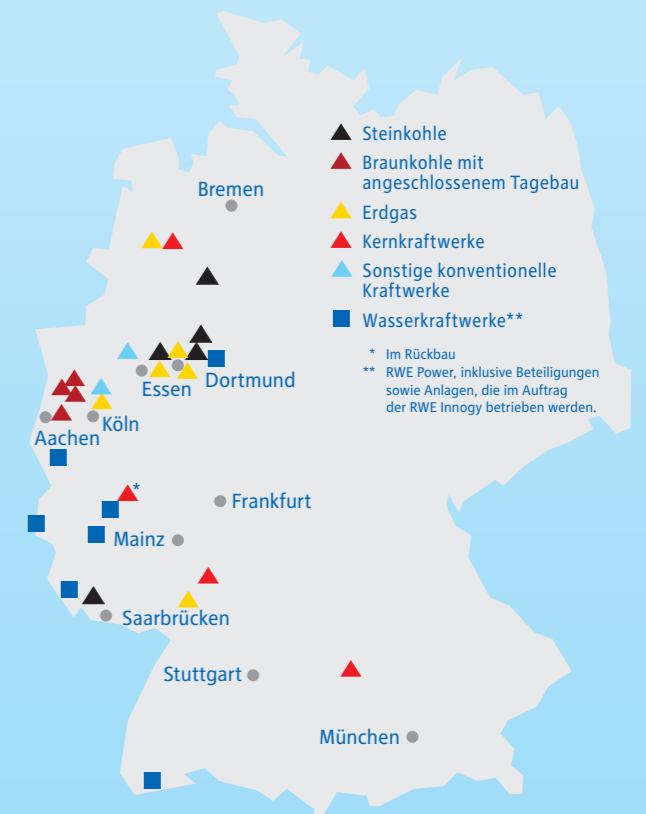 Steinkohle
Braunkohle mit
angeschlossenem Tagebau
Erdgas
Kernkraftwerke
Sonstige konventionelle
Kraftwerke
Wasserkraftwerke**
* Im Rückbau
** RWE Power, inklusive Beteiligungen
sowie Anlagen, die im Auftrag
der RWE Innogy betrieben werden.
Bremen
Essen
Dortmund
Köln
Aachen
*
Frankfurt
Mainz
Saarbrücken
Stuttgart
München